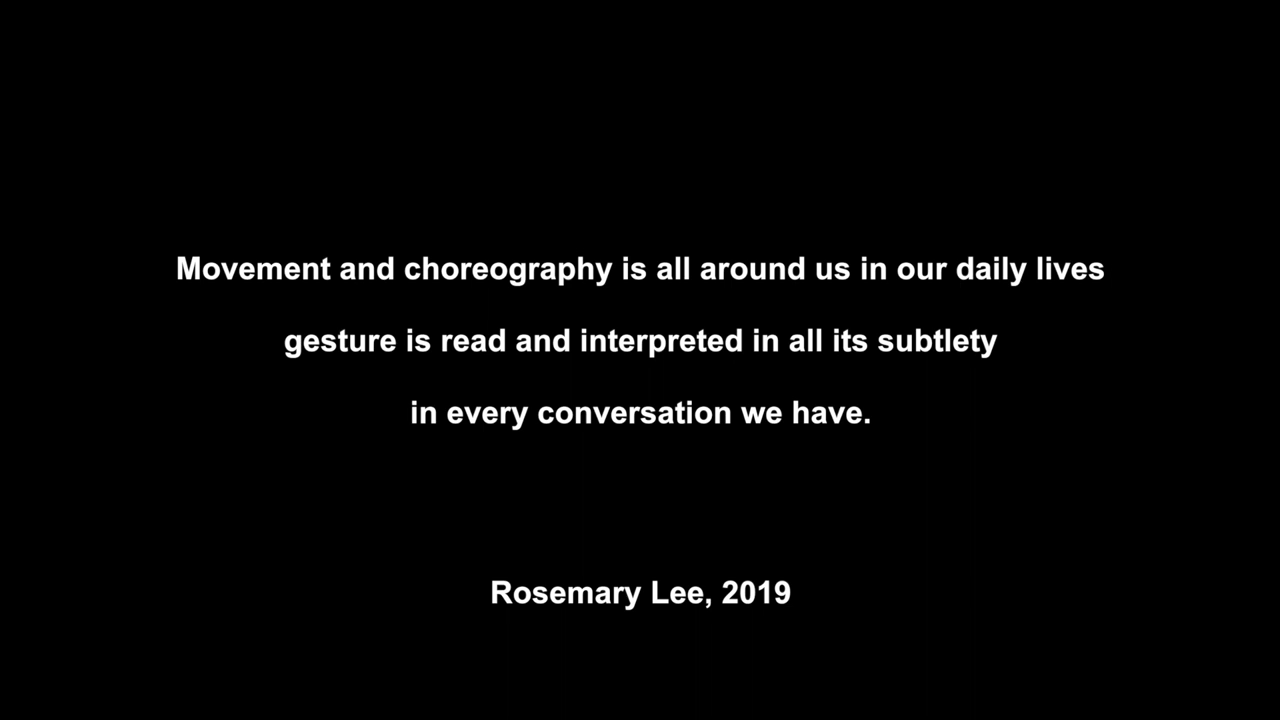 Movement and choreography is all around us in our daily lives
gesture is read and interpreted in all its subtlety
in every conversation we have.
Rosemary Lee, 2019